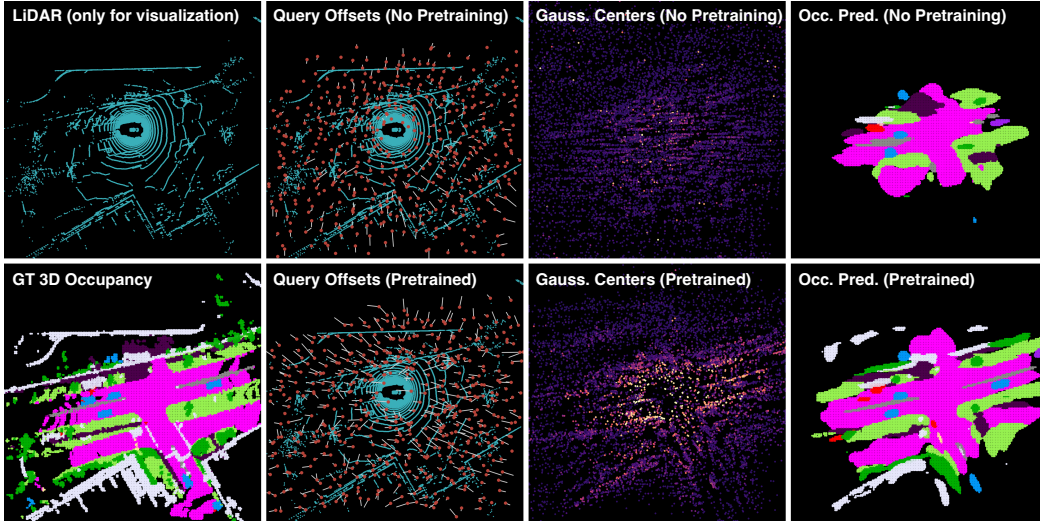 LiDAR (only for visualization)
Query Offsets (No Pretraining)
Gauss. Centers (No Pretraining)
Occ. Pred. (No Pretraining)
GT 3D Occupancy
Query Offsets (Pretrained)
Gauss. Centers (Pretrained)
Occ. Pred. (Pretrained)